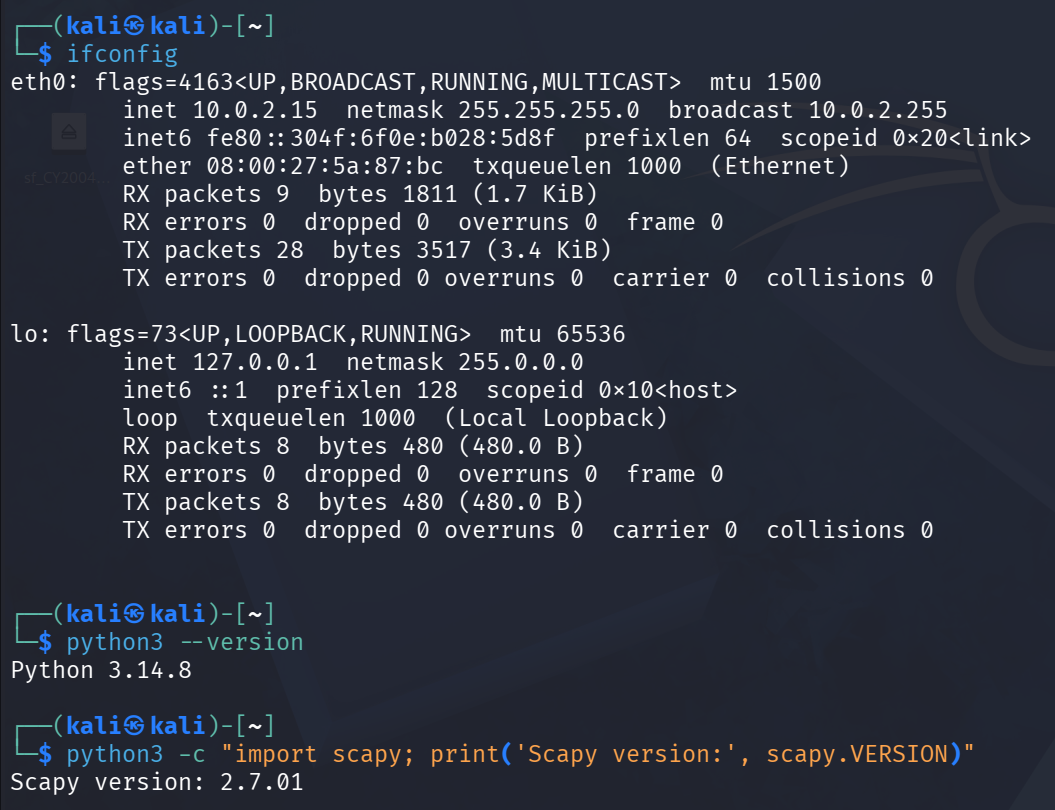 ┌──(kali㉿kali)-[~]
└─$ ifconfig
eth0: flags=4163<UP,BROADCAST,RUNNING,MULTICAST>  mtu 1500
        inet 10.0.2.15  netmask 255.255.255.0  broadcast 10.0.2.255
        inet6 fe80::304f:6f0e:b028:5d8f  prefixlen 64  scopeid 0x20<link>
        ether 08:00:27:5a:87:bc  txqueuelen 1000  (Ethernet)
sf_CY2004...
        RX packets 9  bytes 1811 (1.7 KiB)
        RX errors 0  dropped 0  overruns 0  frame 0
        TX packets 28  bytes 3517 (3.4 KiB)
        TX errors 0  dropped 0 overruns 0  carrier 0  collisions 0

lo: flags=73<UP,LOOPBACK,RUNNING>  mtu 65536
        inet 127.0.0.1  netmask 255.0.0.0
        inet6 ::1  prefixlen 128  scopeid 0x10<host>
        loop  txqueuelen 1000  (Local Loopback)
        RX packets 8  bytes 480 (480.0 B)
        RX errors 0  dropped 0  overruns 0  frame 0
        TX packets 8  bytes 480 (480.0 B)
        TX errors 0  dropped 0 overruns 0  carrier 0  collisions 0

┌──(kali㉿kali)-[~]
└─$ python3 --version
Python 3.14.8

┌──(kali㉿kali)-[~]
└─$ python3 -c "import scapy; print('Scapy version:', scapy.VERSION)"
Scapy version: 2.7.01